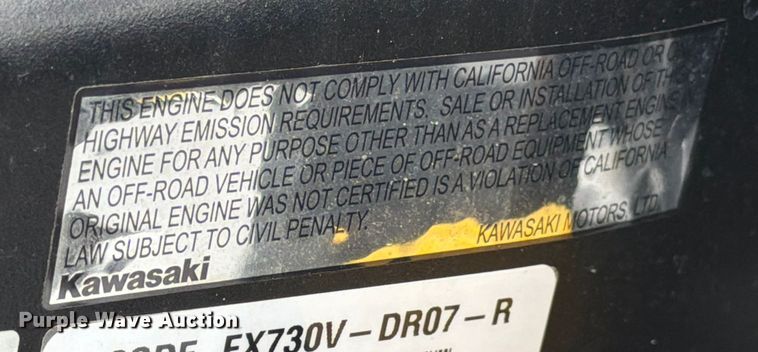 THIS ENGINE DOES NOT COMPLY WITH CALIFORNIA OFF-ROAD OR
HIGHWAY EMISSION REQUIREMENTS. SALE OR INSTALLATION OF THIS
ENGINE FOR ANY PURPOSE OTHER THAN AS A REPLACEMENT ENGINE
AN OFF-ROAD VEHICLE OR PIECE OF OFF-ROAD EQUIPMENT WHOSE
ORIGINAL ENGINE WAS NOT CERTIFIED IS A VIOLATION OF CALIFORNIA
LAW SUBJECT TO CIVIL PENALTY.
KAWASAKI MOTORS, LTD.
Kawasaki
Purple Wave Auction
CODE FX730V-DR07-R